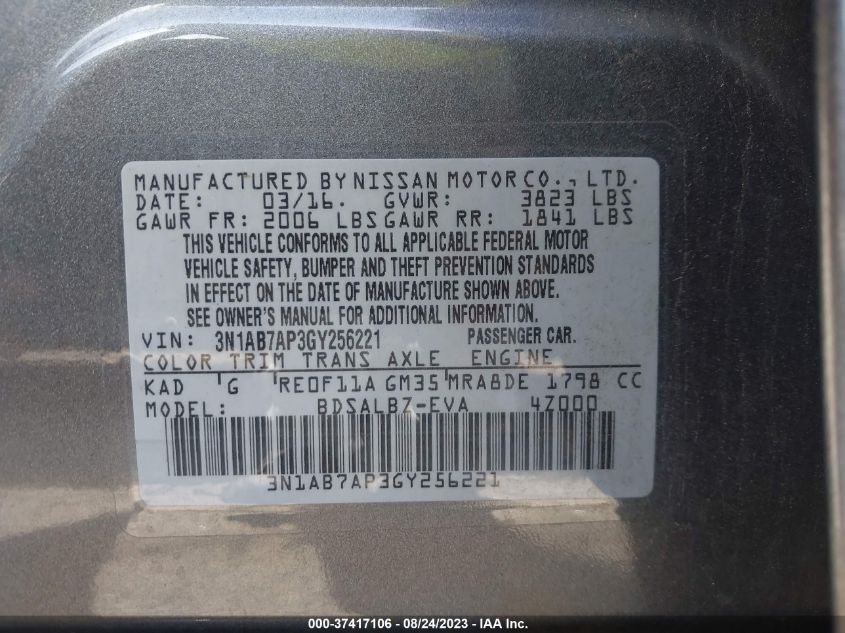 MANUFACTURED BY NISSAN MOTOR CO., LTD.
DATE: 03/16. GVWR: 3823 LBS
GAWR FR: 2006 LBS GAWR RR: 1841 LBS
THIS VEHICLE CONFORMS TO ALL APPLICABLE FEDERAL MOTOR
VEHICLE SAFETY, BUMPER AND THEFT PREVENTION STANDARDS
IN EFFECT ON THE DATE OF MANUFACTURE SHOWN ABOVE.
SEE OWNER'S MANUAL FOR ADDITIONAL INFORMATION.
VIN: 3N1AB7AP3GY256221 PASSENGER CAR.
COLOR TRIM TRANS AXLE ENGINE
KAD G RE0F11A GM35 MRA8DE 1798 CC
MODEL: BDSALBZ-EVA 4Z000
3N1AB7AP3GY256221
000-37417106 - 08/24/2023 - IAA Inc.